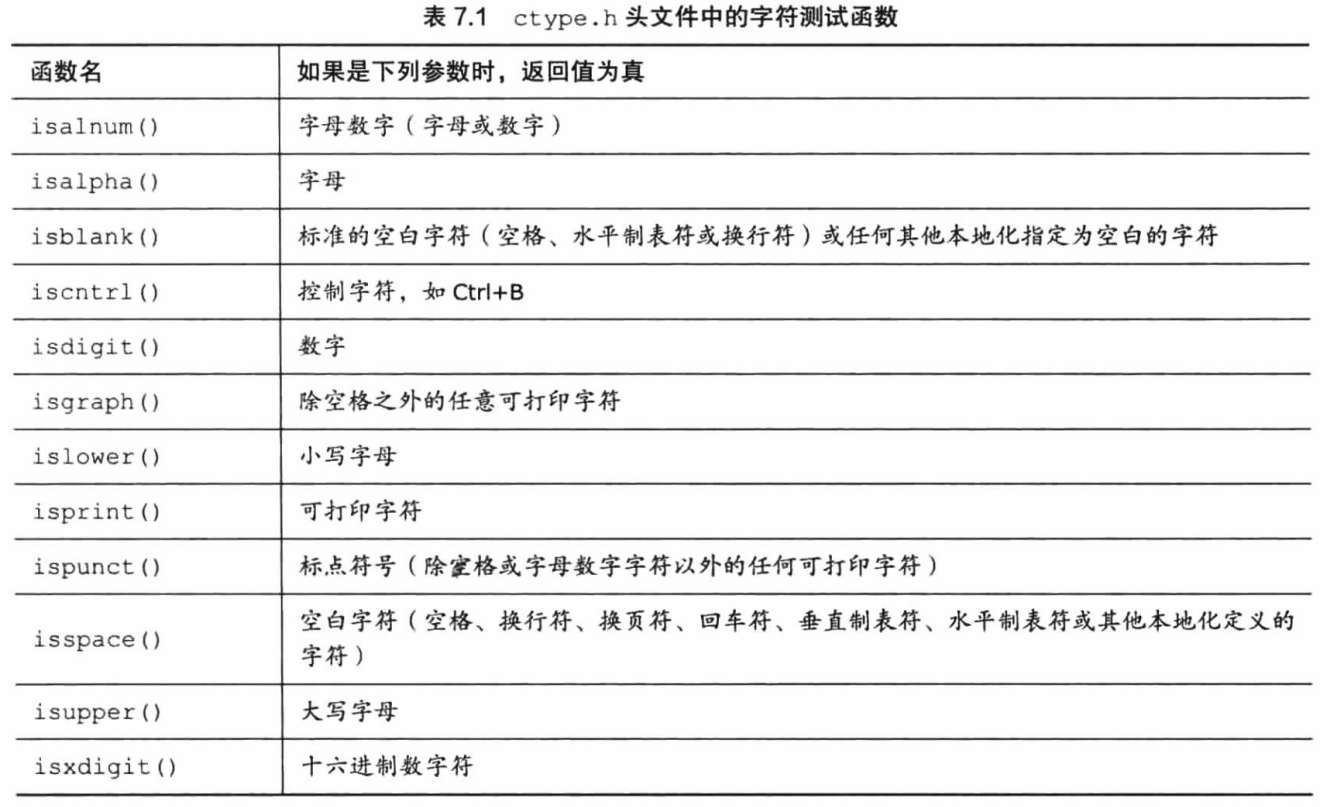 表 7.1 ctype.h 头文件中的字符测试函数
函数名 如果是下列参数时，返回值为真
isalnum() 字母数字（字母或数字）
isalpha() 字母
isblank() 标准的空白字符（空格、水平制表符或换行符）或任何其他本地化指定为空白的字符
iscntrl() 控制字符，如 Ctrl+B
isdigit() 数字
isgraph() 除空格之外的任意可打印字符
islower() 小写字母
isprint() 可打印字符
ispunct() 标点符号（除空格或字母数字字符以外的任何可打印字符）
isspace() 空白字符（空格、换行符、换页符、回车符、垂直制表符、水平制表符或其他本地化定义的
字符）
isupper() 大写字母
isxdigit() 十六进制数字符